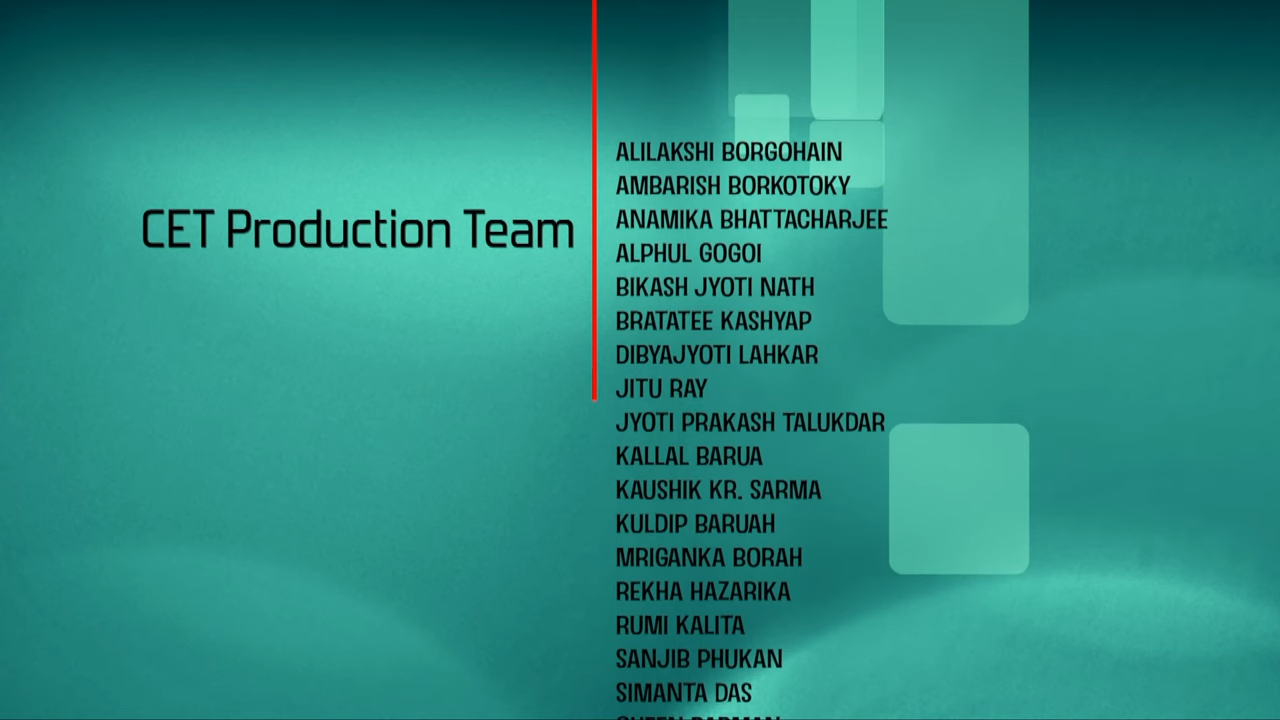 CET Production Team
ALILAKSHI BORGOHAIN
AMBARISH BORKOTOKY
ANAMIKA BHATTACHARJEE
ALPHUL GOGOI
BIKASH JYOTI NATH
BRATATEE KASHYAP
DIBYAJYOTI LAHKAR
JITU RAY
JYOTI PRAKASH TALUKDAR
KALLAL BARUA
KAUSHIK KR. SARMA
KULDIP BARUAH
MRIGANKA BORAH
REKHA HAZARIKA
RUMI KALITA
SANJIB PHUKAN
SIMANTA DAS